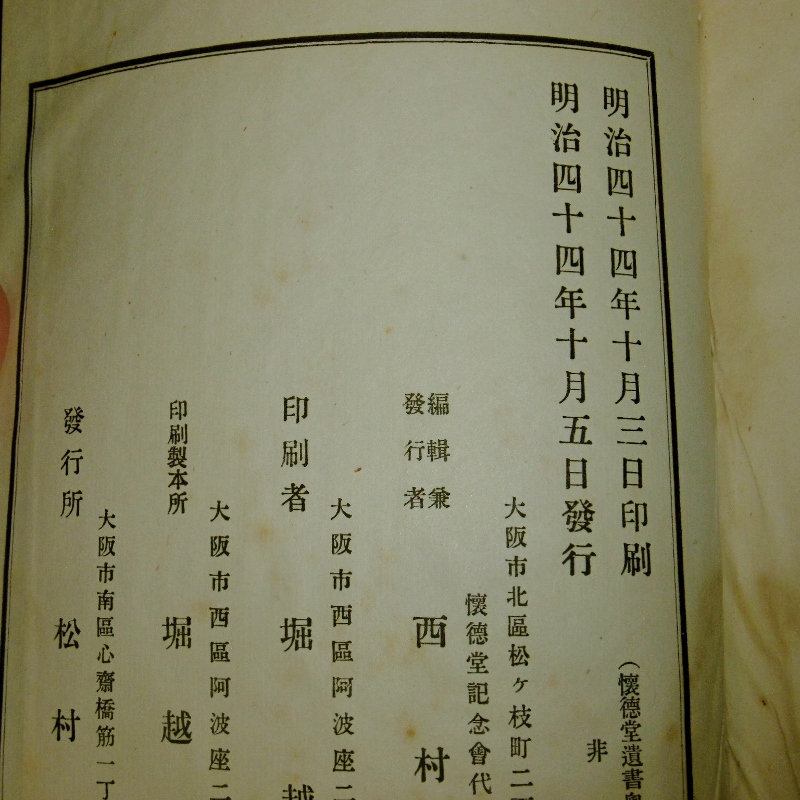 明治四十四年十月三日印刷
(懷德堂遺書
明治四十四年十月五日發行
非
大阪市北區松ヶ枝町二
懷德堂記念會代
編輯兼
發行者
西村
大阪市西區阿波座二
印刷者
堀越
大阪市西區阿波座二
印刷製本所
堀越
大阪市南區心齋橋筋一丁
發行所
松村